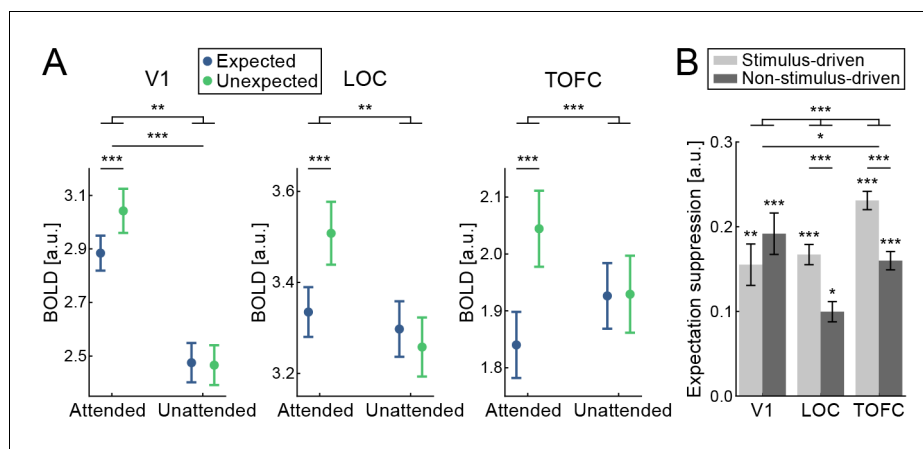 A
Expected
Unexpected
V1
LOC
TOFC
**
***
***
**
***
***
***
BOLD [a.u.]
3.1
2.9
2.7
2.5
Attended
Unattended
BOLD [a.u.]
3.6
3.4
3.2
Attended
Unattended
BOLD [a.u.]
2.1
2.0
1.9
1.8
Attended
Unattended
B
Stimulus-driven
Non-stimulus-driven
***
*
***
***
**
***
***
*
***
***
Expectation suppression [a.u.]
0.3
0.2
0.1
0.0
V1
LOC
TOFC